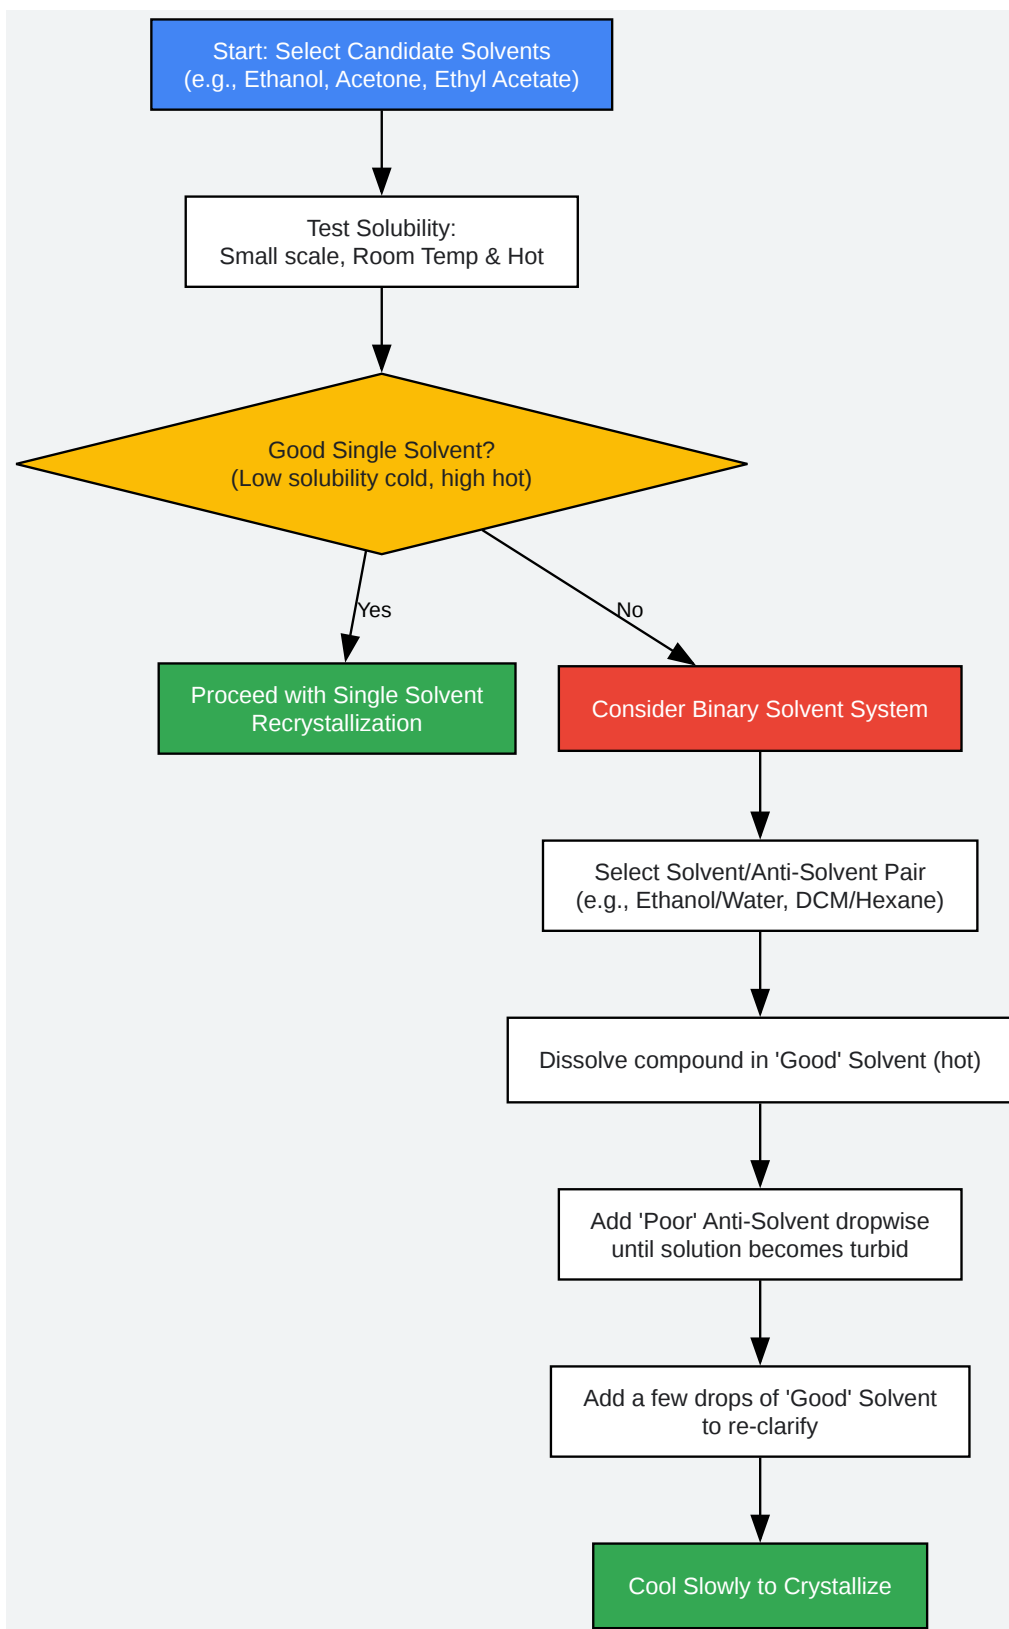 Start: Select Candidate Solvents
(e.g., Ethanol, Acetone, Ethyl Acetate)
Test Solubility:
Small scale, Room Temp & Hot
Good Single Solvent?
(Low solubility cold, high hot)
Yes
No
Proceed with Single Solvent
Recrystallization
Consider Binary Solvent System
Select Solvent/Anti-Solvent Pair
(e.g., Ethanol/Water, DCM/Hexane)
Dissolve compound in 'Good' Solvent (hot)
Add 'Poor' Anti-Solvent dropwise
until solution becomes turbid
Add a few drops of 'Good' Solvent
to re-clarify
Cool Slowly to Crystallize